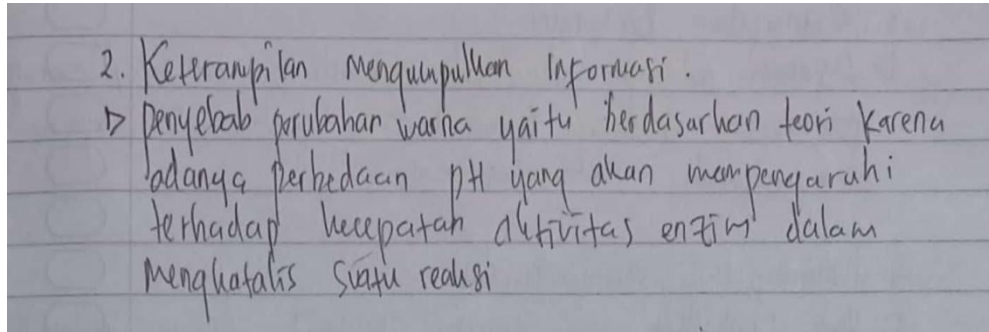 2. Keterampilan Mengumpulkan Informasi.
▷ Penyebab perubahan warna yaitu berdasarkan teori karena
adanya perbedaan pH yang akan mempengaruhi
terhadap kecepatan aktivitas enzim dalam
mengkatalis suatu reaksi